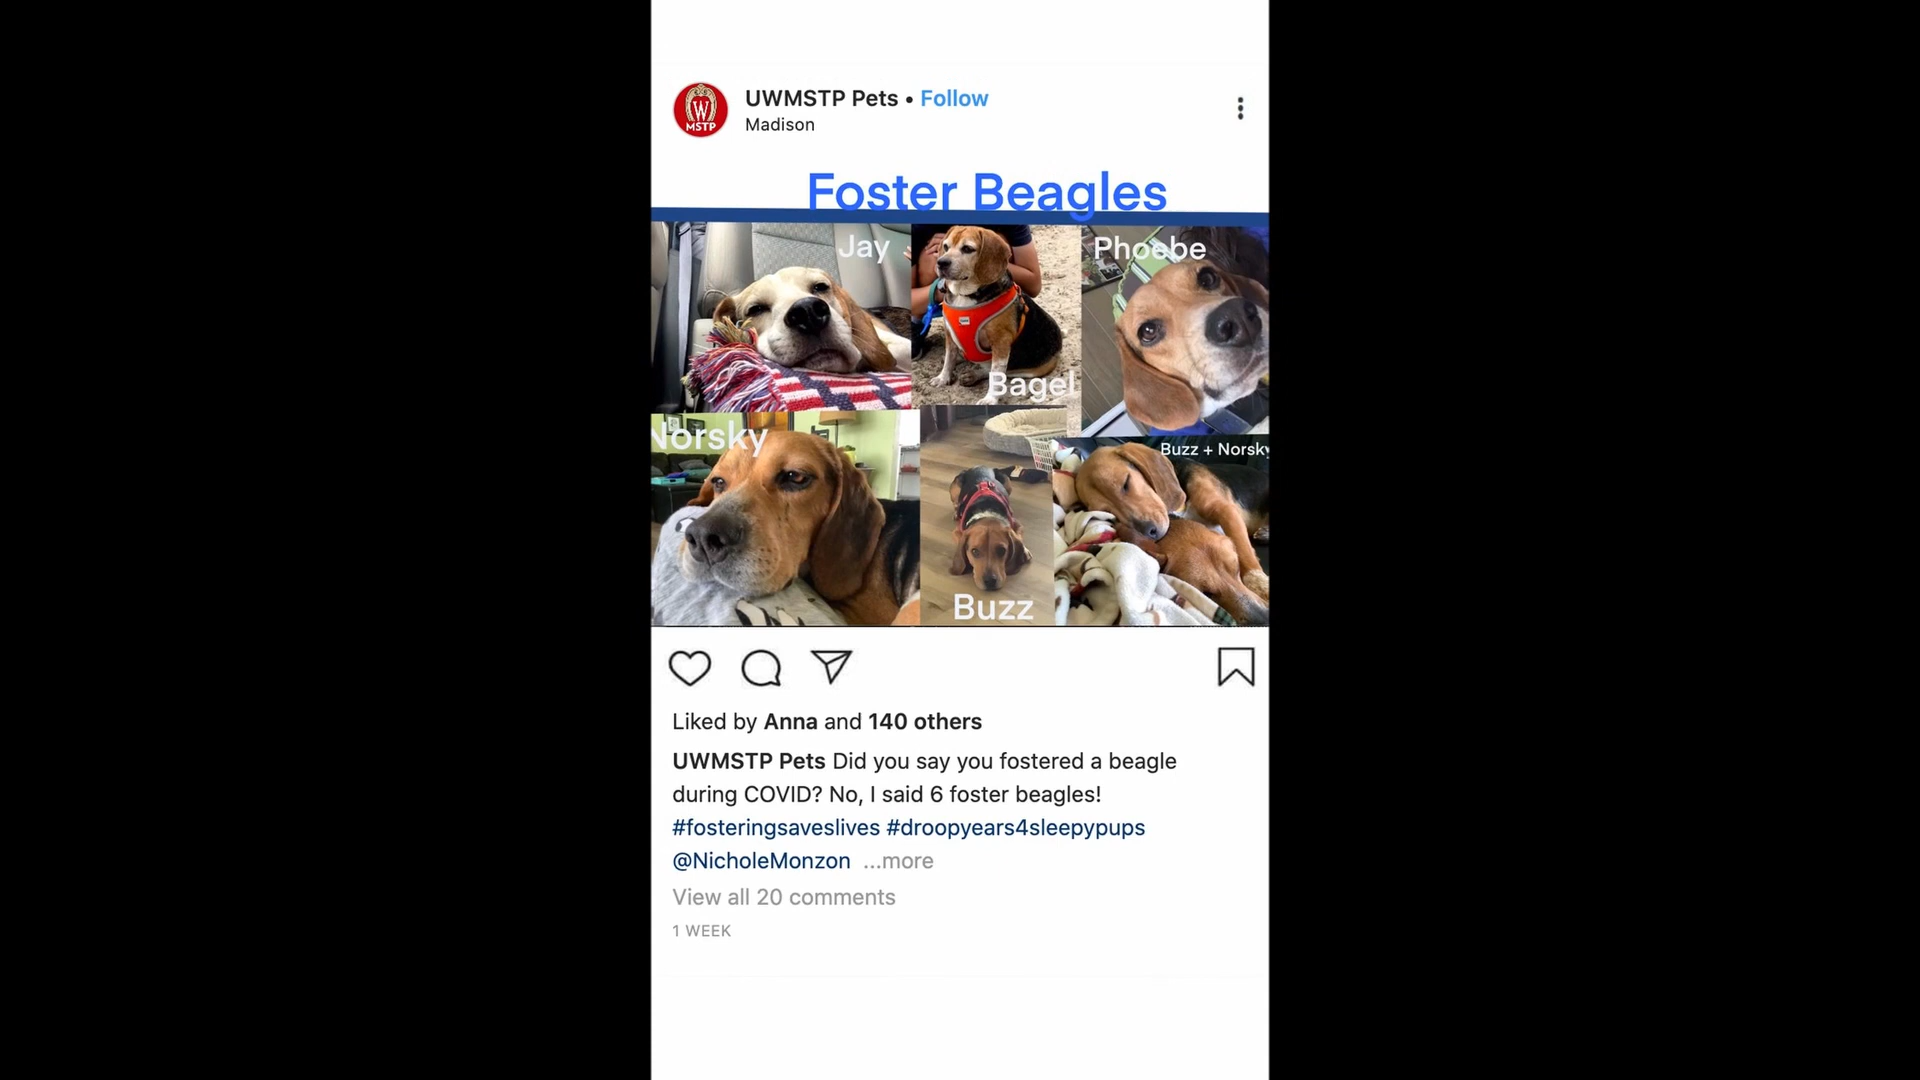 W
MSTP
UWMSTP Pets • Follow
Madison
Foster Beagles
Jay
Bagel
Phoebe
Norsky
Buzz
Buzz + Norsky
Liked by Anna and 140 others
UWMSTP Pets Did you say you fostered a beagle
during COVID? No, I said 6 foster beagles!
#fosteringsaveslives #droopyears4sleepypups
@NicholeMonzon ...more
View all 20 comments
1 WEEK